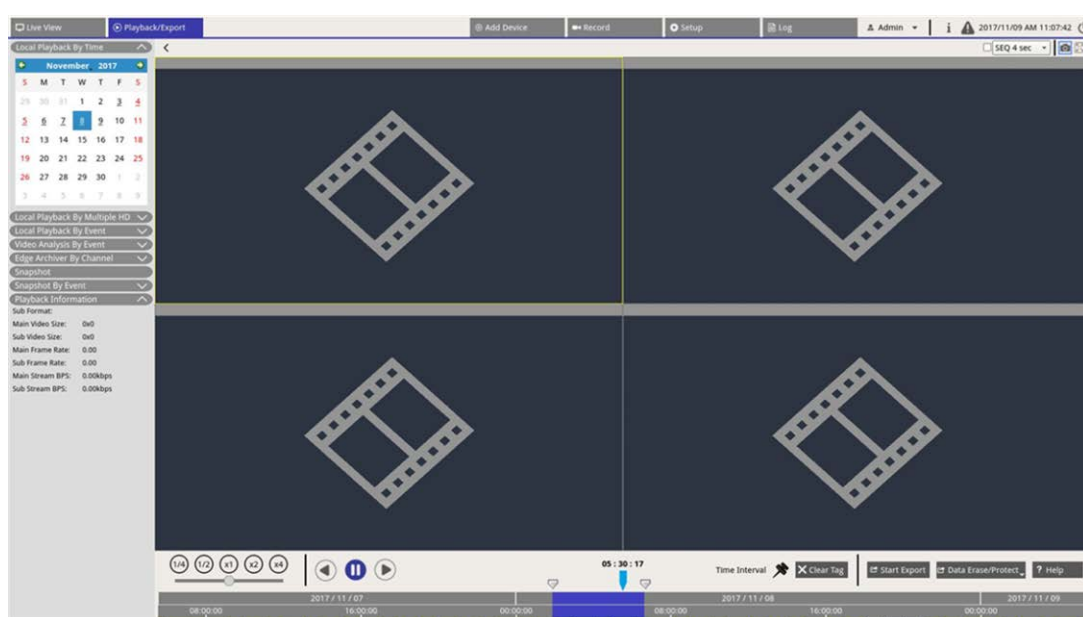 Live View Playback/Export Add Device Record Setup Log Admin i 2017/11/09 AM 11:07:42
Local Playback By Time SEQ 4 sec
November 2017
S M T W T F S
29 30 31 1 2 3 4
5 6 7 8 9 10 11
12 13 14 15 16 17 18
19 20 21 22 23 24 25
26 27 28 29 30 1 2
3 4 5 6 7 8 9
Local Playback By Multiple HD
Local Playback By Event
Video Analysis By Event
Edge Archiver By Channel
Snapshot
Snapshot By Event
Playback Information
Sub Format:
Main Video Size: 0x0
Sub Video Size: 0x0
Main Frame Rate: 0.00
Sub Frame Rate: 0.00
Main Stream BPS: 0.00kbps
Sub Stream BPS: 0.00kbps
1/4 1/2 x1 x2 x4 05 : 30 : 17 Time Interval Clear Tag Start Export Data Erase/Protect ? Help
2017 / 11 / 07 2017 / 11 / 08 2017 / 11 / 09
08:00:00 16:00:00 00:00:00 08:00:00 16:00:00 00:00:00